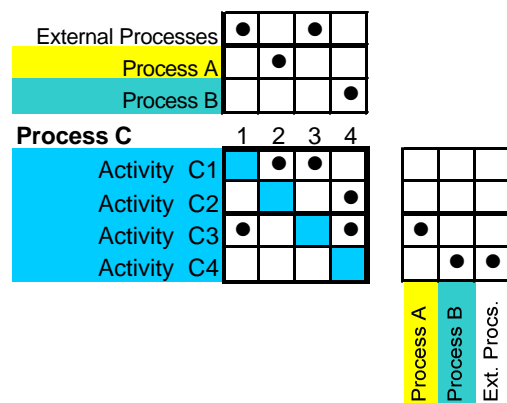 External Processes
Process A
Process B
Process C 1 2 3 4
Activity C1
Activity C2
Activity C3
Activity C4
Process A
Process B
Ext. Procs.